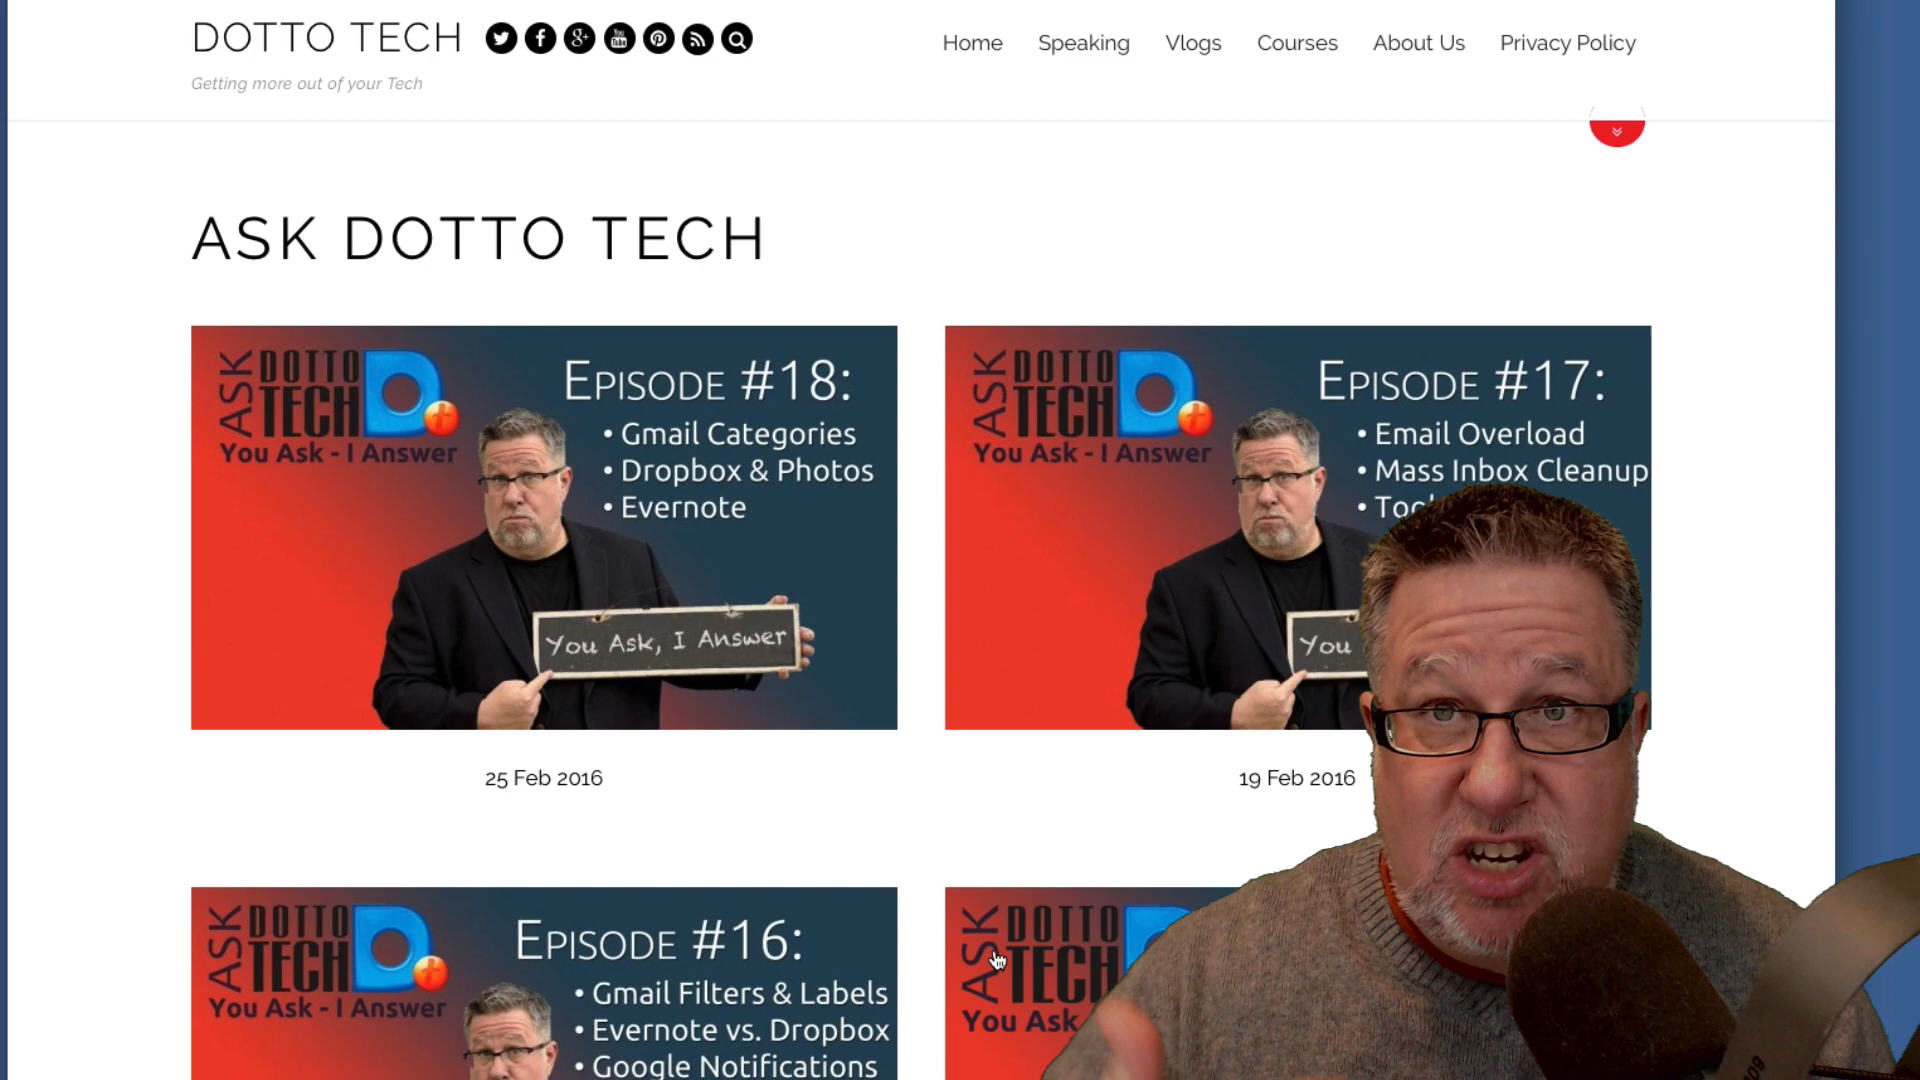 DOTTO TECH
Getting more out of your Tech
Home Speaking Vlogs Courses About Us Privacy Policy
ASK DOTTO TECH
ASK DOTTO TECH
You Ask - I Answer
EPISODE #18:
• Gmail Categories
• Dropbox & Photos
• Evernote
You Ask, I Answer
25 Feb 2016
ASK DOTTO TECH
You Ask - I Answer
EPISODE #17:
• Email Overload
• Mass Inbox Cleanup
You
19 Feb 2016
ASK DOTTO TECH
You Ask - I Answer
EPISODE #16:
• Gmail Filters & Labels
• Evernote vs. Dropbox
• Google Notifications
ASK DOTTO TECH
You Ask